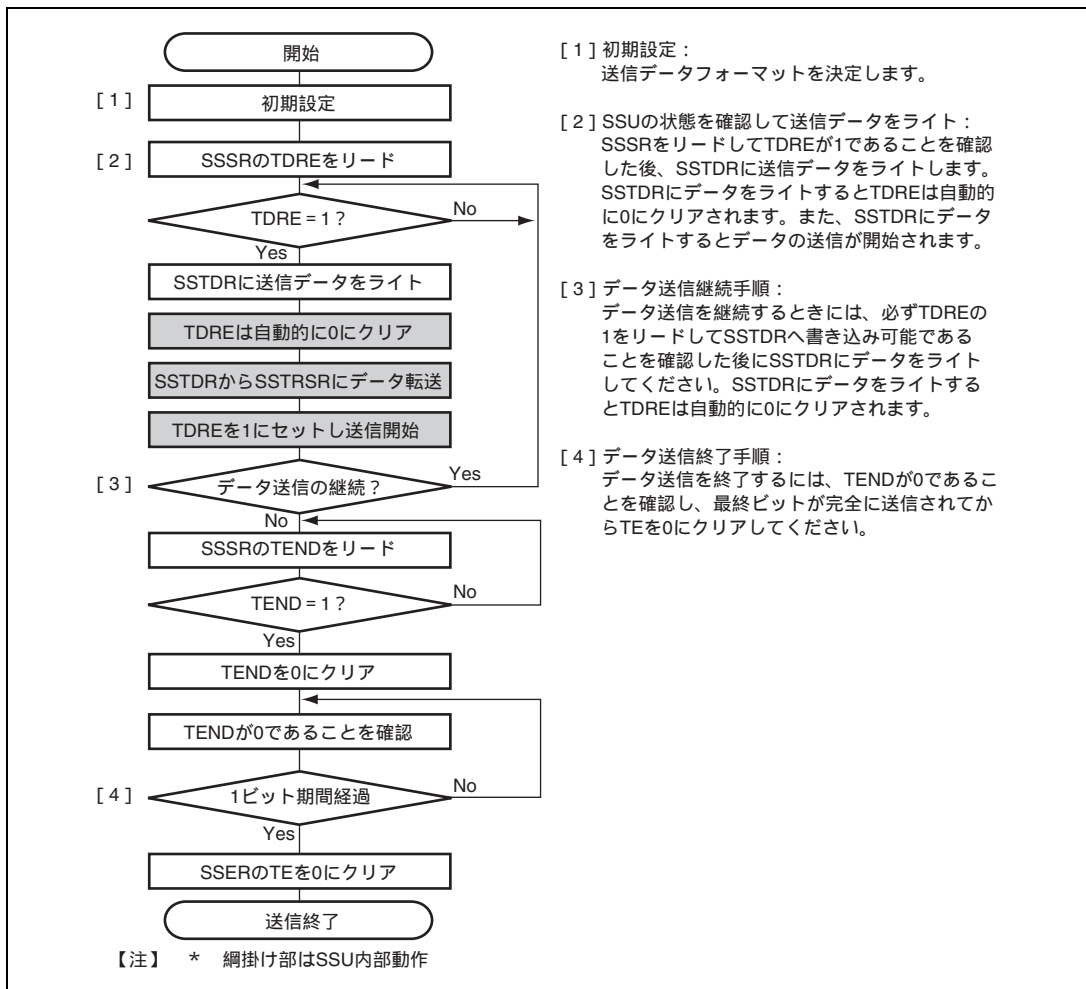 開始
[1] 初期設定
[2] SSSRのTDREをリード
TDRE = 1 ?
No
Yes
SSTDRに送信データをライト
TDREは自動的に0にクリア
SSTDRからSSTRSRにデータ転送
TDREを1にセットし送信開始
[3] データ送信の継続？
Yes
No
SSSRのTENDをリード
TEND = 1 ?
No
Yes
TENDを0にクリア
TENDが0であることを確認
[4] 1ビット期間経過
No
Yes
SSERのTEを0にクリア
送信終了
【注】 * 綱掛け部はSSU内部動作
[1] 初期設定：
送信データフォーマットを決定します。
[2] SSUの状態を確認して送信データをライト：
SSSRをリードしてTDREが1であることを確認
した後、SSTDRに送信データをライトします。
SSTDRにデータをライトするとTDREは自動的
に0にクリアされます。また、SSTDRにデータ
をライトするとデータの送信が開始されます。
[3] データ送信継続手順：
データ送信を継続するときには、必ずTDREの
1をリードしてSSTDRへ書き込み可能である
ことを確認した後にSSTDRにデータをライト
してください。SSTDRにデータをライトする
とTDREは自動的に0にクリアされます。
[4] データ送信終了手順：
データ送信を終了するには、TENDが0であるこ
とを確認し、最終ビットが完全に送信されてか
らTEを0にクリアしてください。